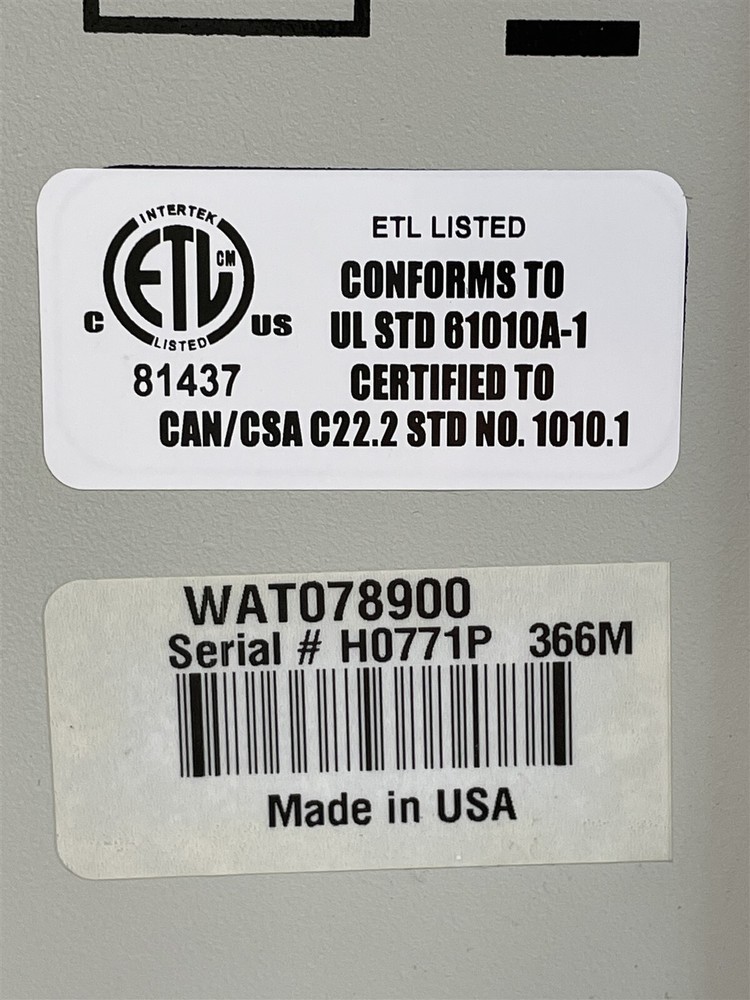 INTERTEK
ETL CM
C US
LISTED
81437
ETL LISTED
CONFORMS TO
UL STD 61010A-1
CERTIFIED TO
CAN/CSA C22.2 STD NO. 1010.1
WAT078900
Serial # H0771P 366M
Made in USA